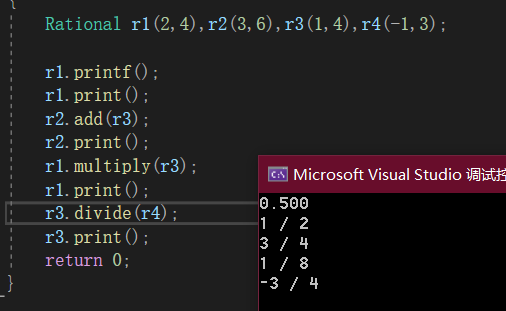 {
Rational r1(2,4),r2(3,6),r3(1,4),r4(-1,3);
r1.printf();
r1.print();
r2.add(r3);
r2.print();
r1.multiply(r3);
r1.print();
r3.divide(r4);
r3.print();
return 0;
}
Microsoft Visual Studio 调试控
0.500
1 / 2
3 / 4
1 / 8
-3 / 4